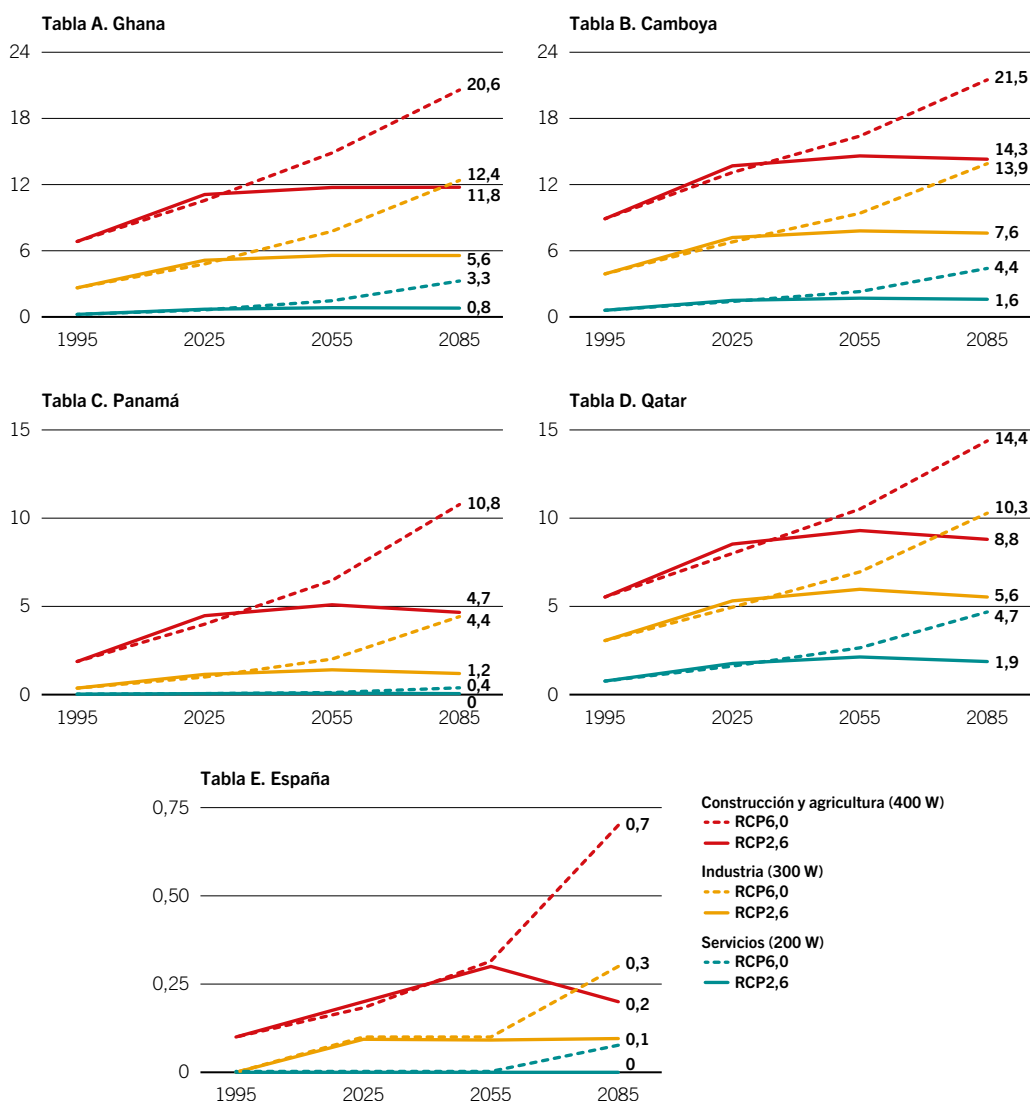 Tabla A. Ghana
24
18
12
6
0
20,6
12,4
11,8
5,6
3,3
0,8
1995 2025 2055 2085
Tabla B. Camboya
24
18
12
6
0
21,5
14,3
13,9
7,6
4,4
1,6
1995 2025 2055 2085
Tabla C. Panamá
15
10
5
0
10,8
4,7
4,4
1,2
0,4
0
1995 2025 2055 2085
Tabla D. Qatar
15
10
5
0
14,4
10,3
8,8
5,6
4,7
1,9
1995 2025 2055 2085
Tabla E. España
0,75
0,50
0,25
0
0,7
0,3
0,2
0,1
0
1995 2025 2055 2085
Construcción y agricultura (400 W)
RCP6,0
RCP2,6
Industria (300 W)
RCP6,0
RCP2,6
Servicios (200 W)
RCP6,0
RCP2,6